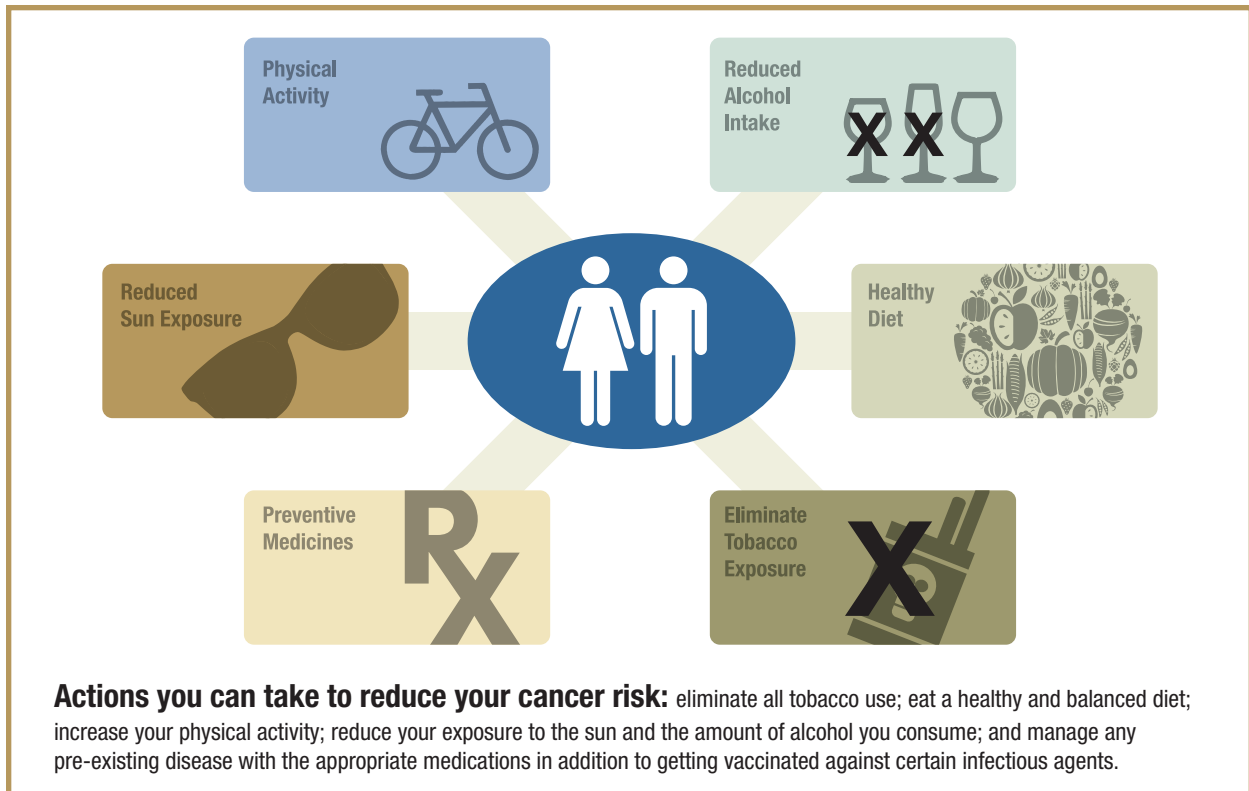 Physical
Activity
Reduced
Alcohol
Intake
X X
Reduced
Sun Exposure
Healthy
Diet
Preventive
Medicines
Rx
Eliminate
Tobacco
Exposure
X
Actions you can take to reduce your cancer risk: eliminate all tobacco use; eat a healthy and balanced diet;
increase your physical activity; reduce your exposure to the sun and the amount of alcohol you consume; and manage any
pre-existing disease with the appropriate medications in addition to getting vaccinated against certain infectious agents.